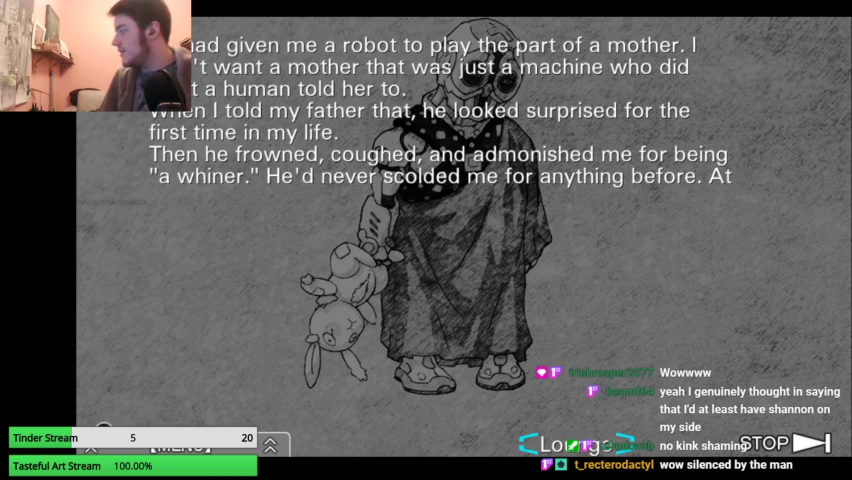 had given me a robot to play the part of a mother. I
't want a mother that was just a machine who did
a human told her to.
When I told my father that, he looked surprised for the
first time in my life.
Then he frowned, coughed, and admonished me for being
"a whiner." He'd never scolded me for anything before. At
Wowwww
yeah I genuinely thought in saying
that I'd at least have shannon on
my side
no kink shaming
t_recterodactyl wow silenced by the man
Lounge
STOP
Tinder Stream 5 20
[MENU]
Tasteful Art Stream 100.00%